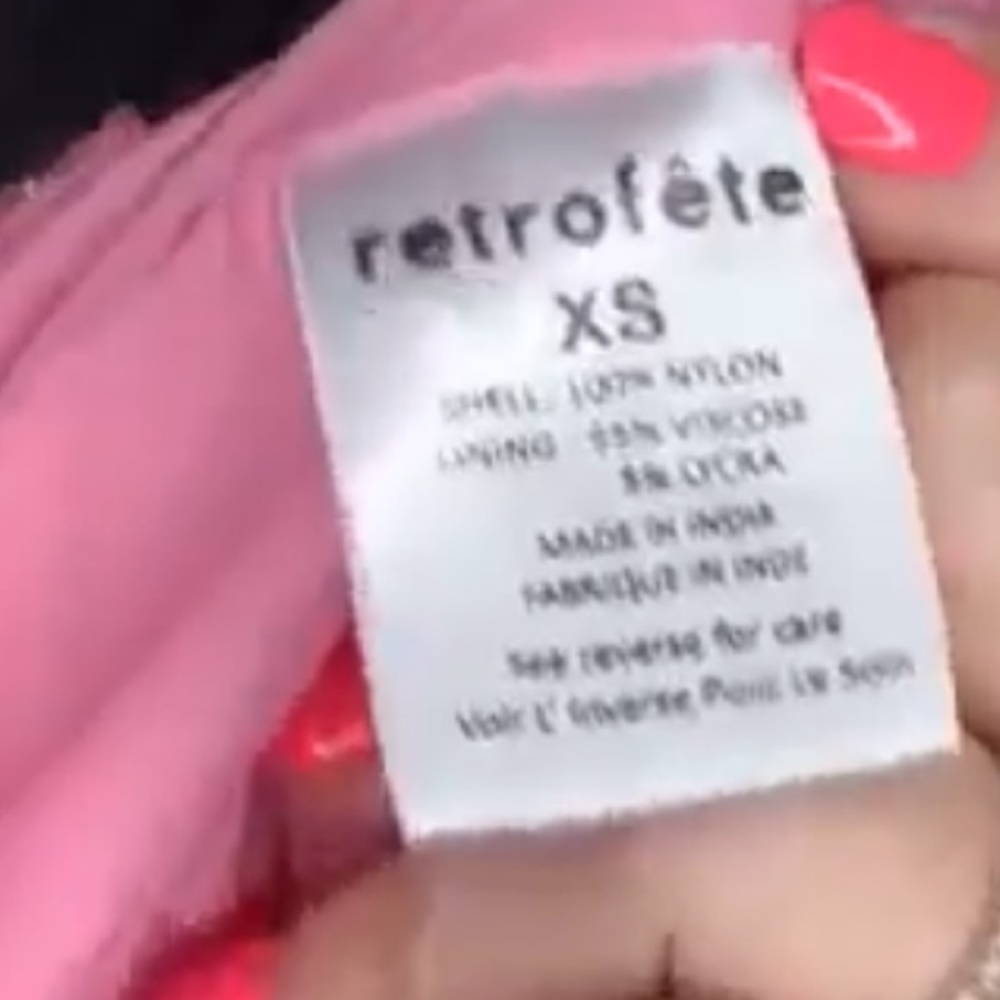 retrofête
XS
SHELL: 100% NYLON
LINING: 95% VISCOSE
5% LYCRA
MADE IN INDIA
FABRIQUE IN INDE
See reverse for care
Voir L' Inverse Pour Le Soin